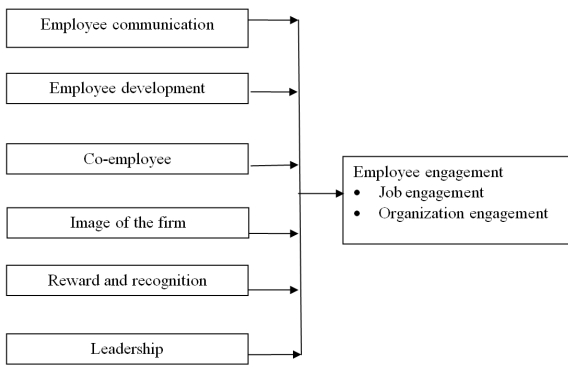 Employee communication
Employee development
Co-employee
Image of the firm
Reward and recognition
Leadership
Employee engagement
• Job engagement
• Organization engagement